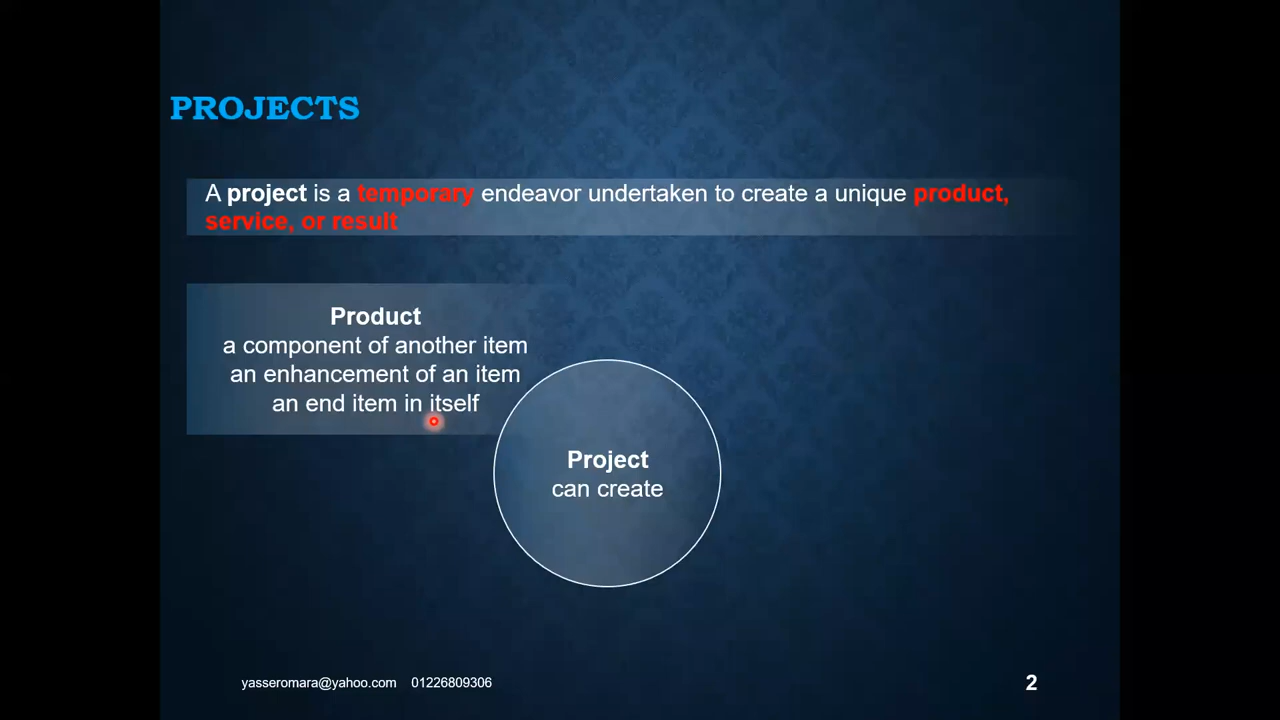 PROJECTS
A project is a temporary endeavor undertaken to create a unique product,
service, or result
Product
a component of another item
an enhancement of an item
an end item in itself
Project
can create
yasseromara@yahoo.com 01226809306
2